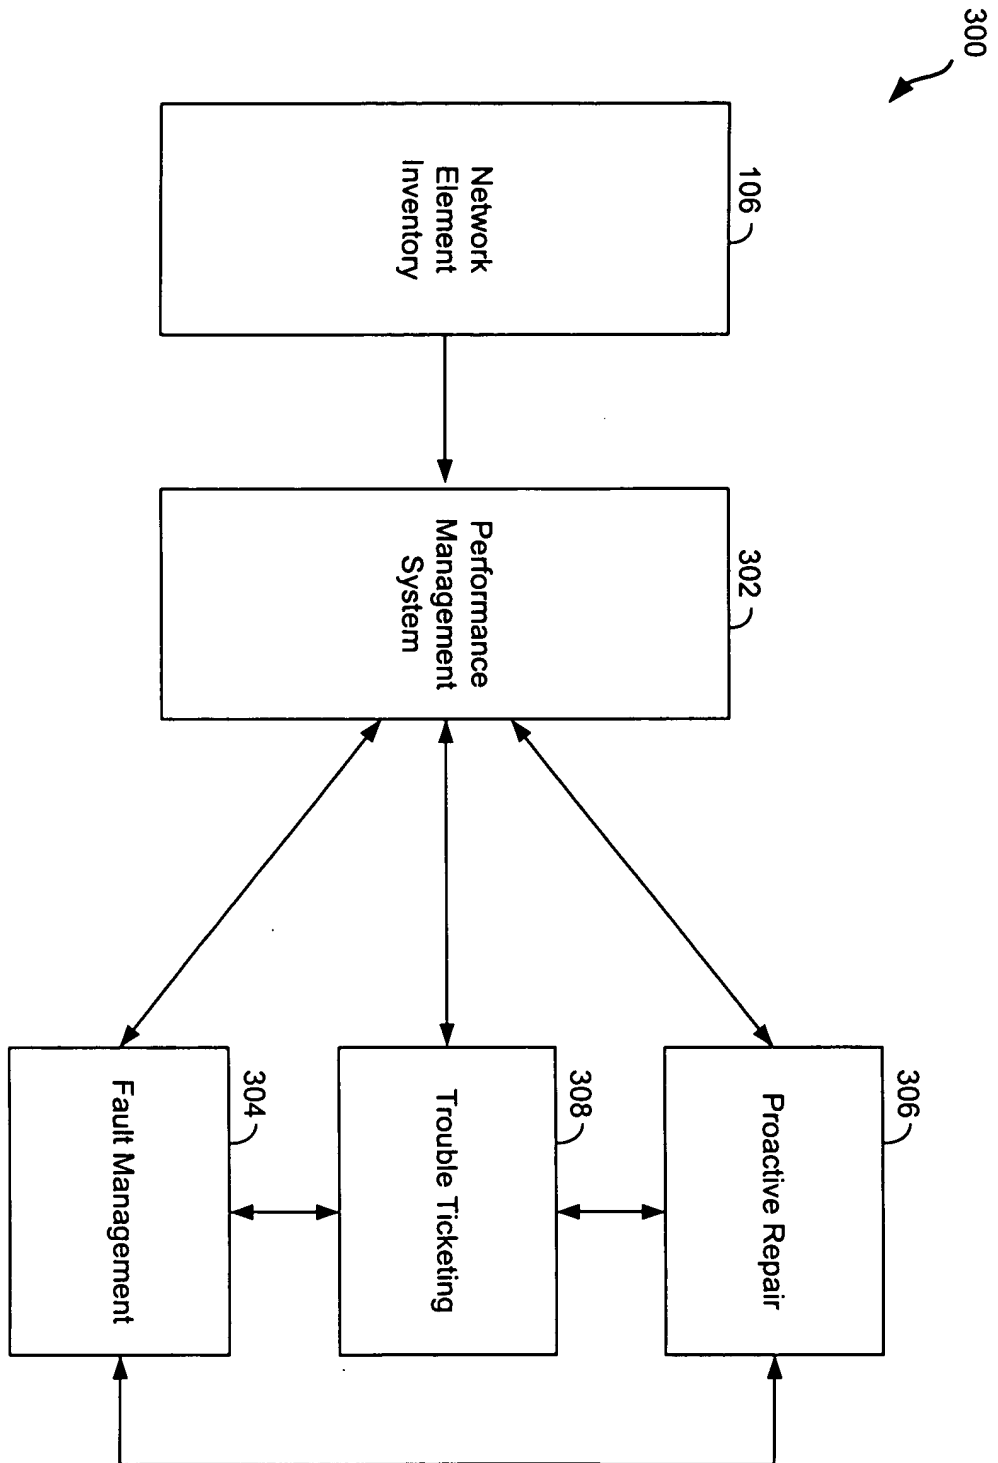 300
106
Network
Element
Inventory
302
Performance
Management
System
306
Proactive Repair
308
Trouble Ticketing
304
Fault Management